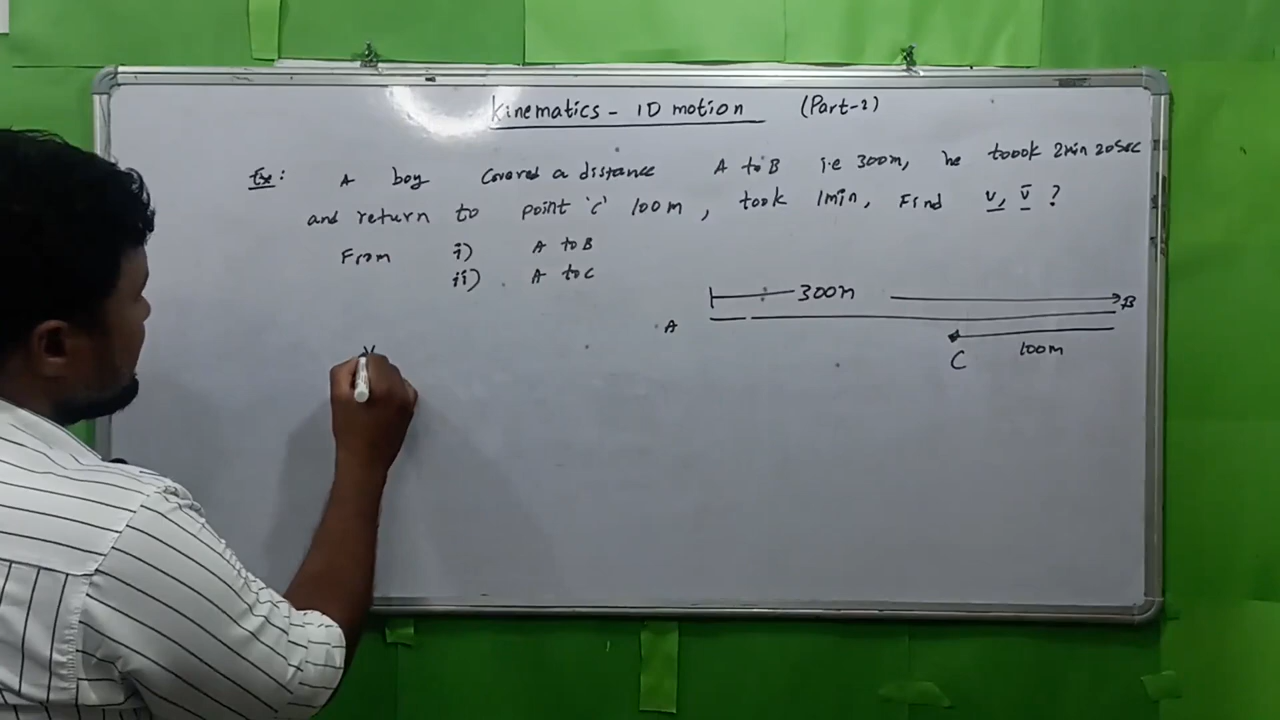 Kinematics - 1D motion (Part-2)
Ex: A boy Covered a distance A to B i.e 300m, he toook 2min 20Sec
and return to point 'c' 100m, took 1min, Find v, v̄ ?
From i) A to B
ii) A to C
300m
A
B
C
100m
v